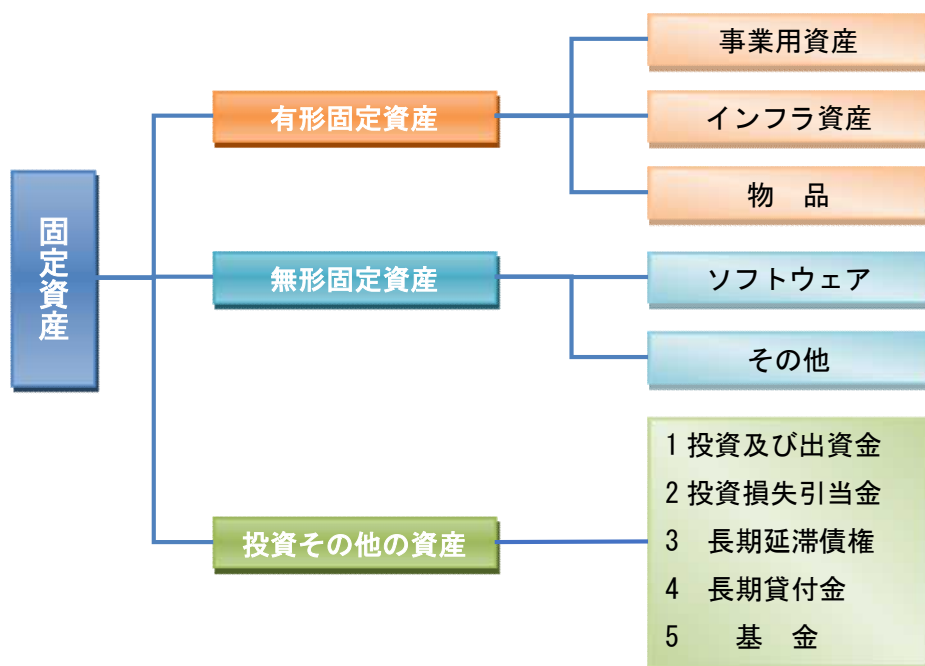 固定資産
有形固定資産
事業用資産
インフラ資産
物　品
無形固定資産
ソフトウェア
その他
投資その他の資産
1 投資及び出資金
2 投資損失引当金
3　長期延滞債権
4　長期貸付金
5　　基　金